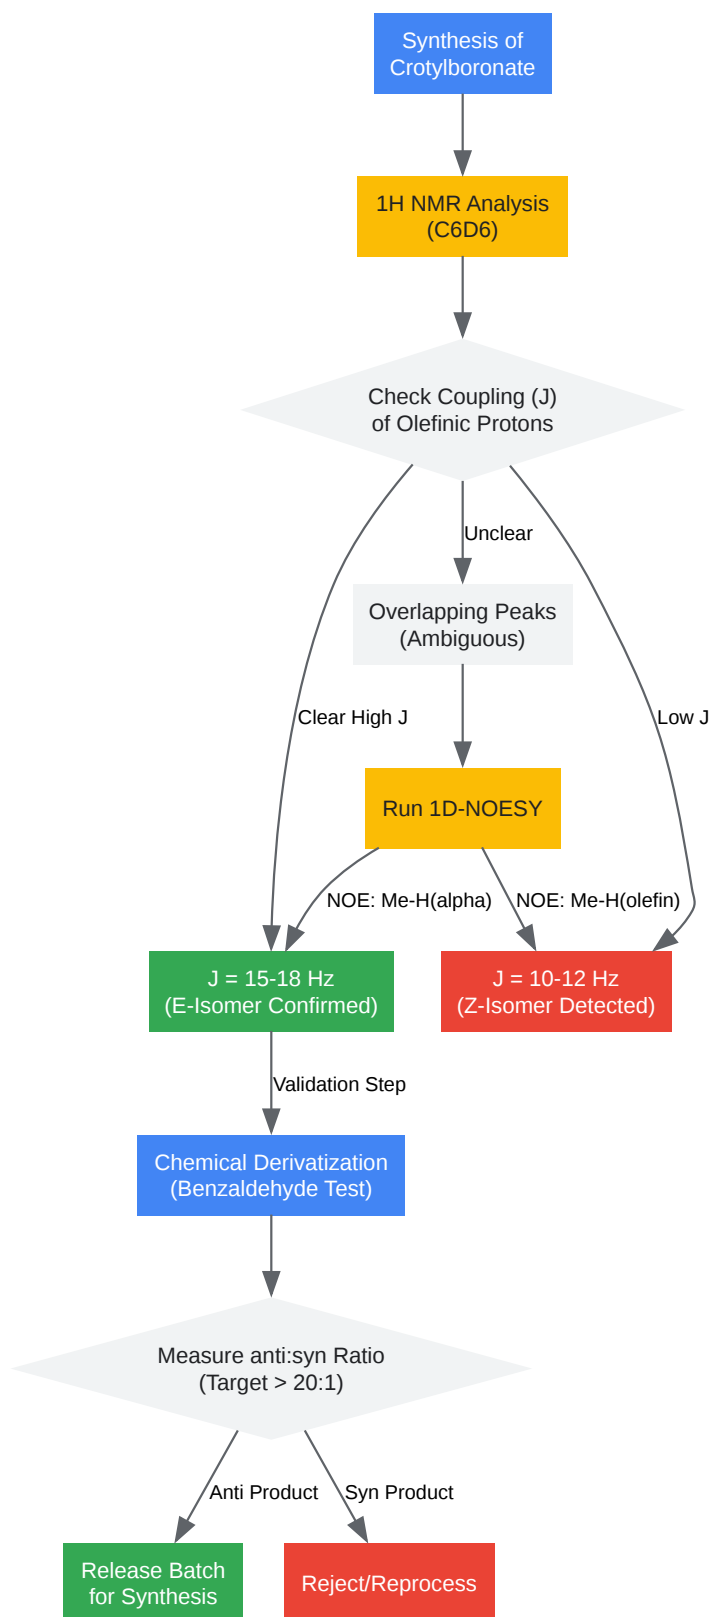 Synthesis of
Crotylboronate
1H NMR Analysis
(C6D6)
Check Coupling (J)
of Olefinic Protons
Unclear
Overlapping Peaks
(Ambiguous)
Clear High J
Low J
Run 1D-NOESY
NOE: Me-H(alpha)
NOE: Me-H(olefin)
J = 15-18 Hz
(E-Isomer Confirmed)
J = 10-12 Hz
(Z-Isomer Detected)
Validation Step
Chemical Derivatization
(Benzaldehyde Test)
Measure anti:syn Ratio
(Target > 20:1)
Anti Product
Syn Product
Release Batch
for Synthesis
Reject/Reprocess